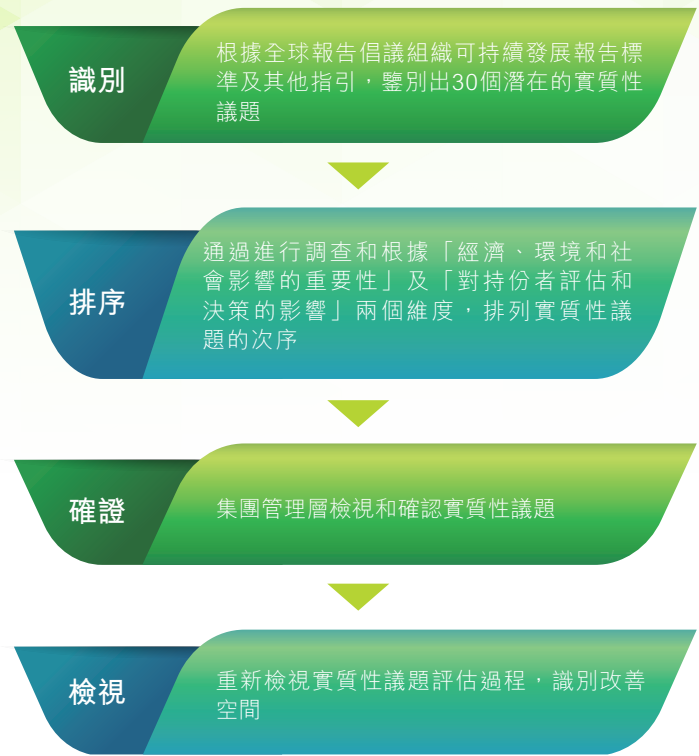 識別
根據全球報告倡議組織可持續發展報告標
準及其他指引，鑒別出30個潛在的實質性
議題
排序
通過進行調查和根據「經濟、環境和社
會影響的重要性」及「對持份者評估和
決策的影響」兩個維度，排列實質性議
題的次序
確證
集團管理層檢視和確認實質性議題
檢視
重新檢視實質性議題評估過程，識別改善
空間